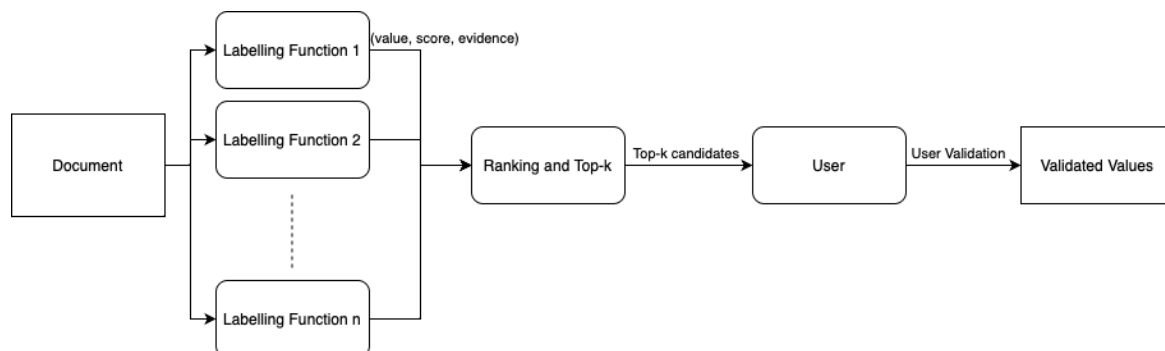 Document
Labelling Function 1
(value, score, evidence)
Labelling Function 2
Labelling Function n
Ranking and Top-k
Top-k candidates
User
User Validation
Validated Values